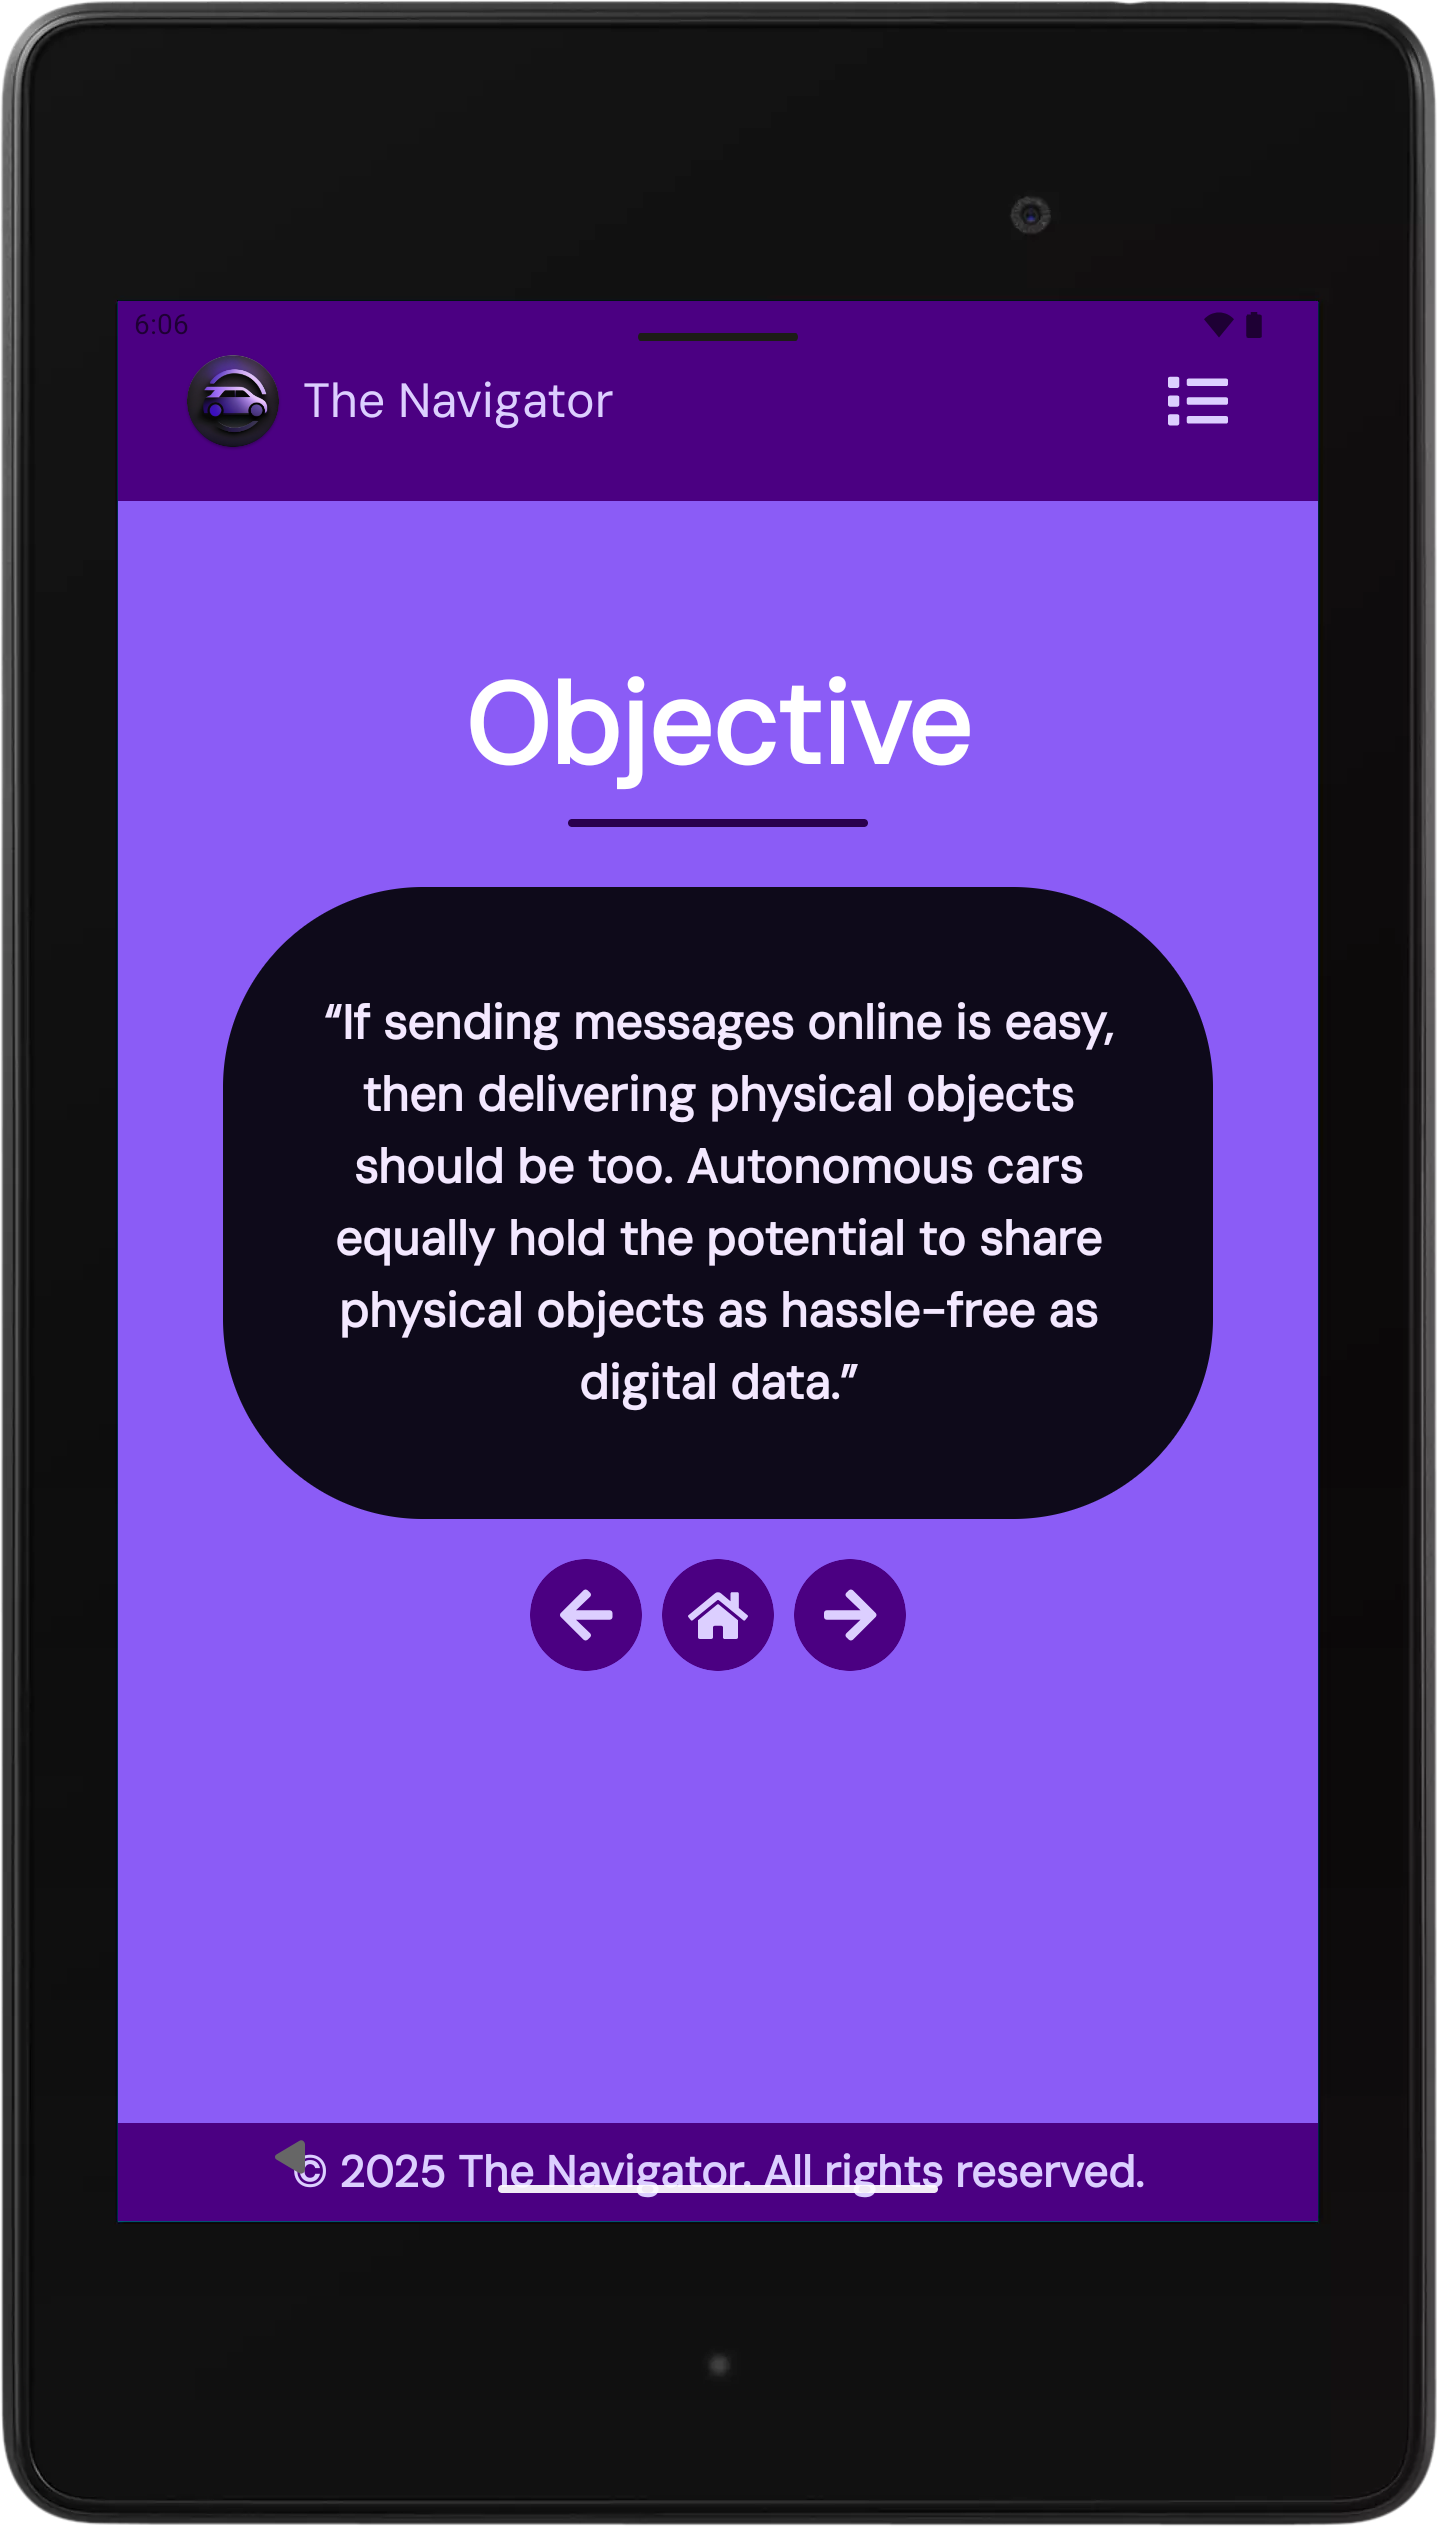 6:06
The Navigator
Objective
“If sending messages online is easy,
then delivering physical objects
should be too. Autonomous cars
equally hold the potential to share
physical objects as hassle-free as
digital data.”
© 2025 The Navigator. All rights reserved.